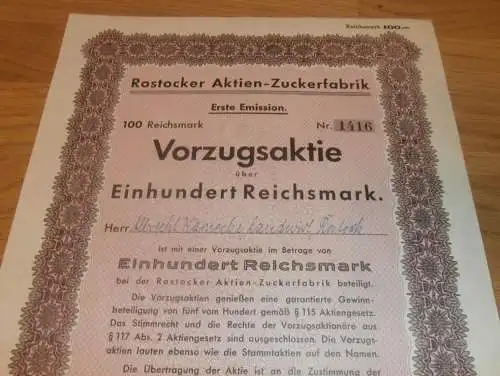 Reichsmark 100.—
Rostocker Aktien-Zuckerfabrik
Erste Emission.
100 Reichsmark Nr. 1416
Vorzugsaktie
über
Einhundert Reichsmark.
Herr Albrecht Landwirt Rostock
ist mit einer Vorzugsaktie im Betrage von
Einhundert Reichsmark
bei der Rostocker Aktien-Zuckerfabrik beteiligt.
Die Vorzugsaktien genießen eine garantierte Gewinn-
beteiligung von fünf vom Hundert gemäß § 115 Aktiengesetz.
Das Stimmrecht und die Rechte der Vorzugsaktionäre aus
§ 117 Abs. 2 Aktiengesetz sind ausgeschlossen. Die Vorzugs-
aktien lauten ebenso wie die Stammaktien auf den Namen.
Die Übertragung der Aktie ist an die Zustimmung der